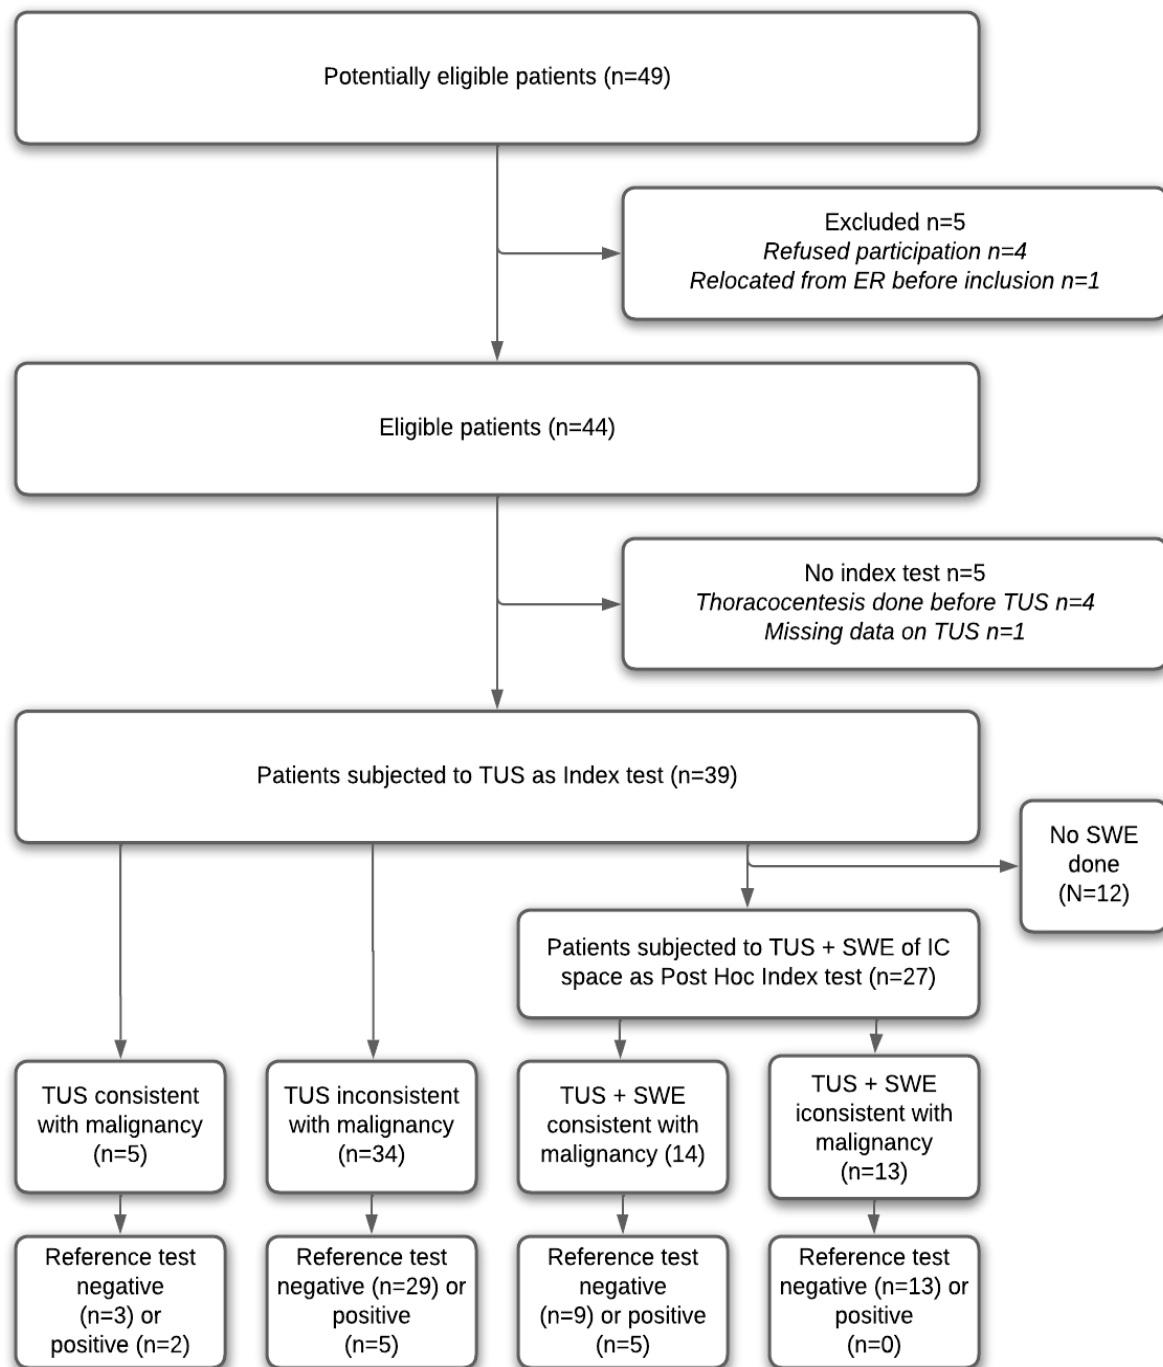 Potentially eligible patients (n=49)
Excluded n=5
Refused participation n=4
Relocated from ER before inclusion n=1
Eligible patients (n=44)
No index test n=5
Thoracocentesis done before TUS n=4
Missing data on TUS n=1
Patients subjected to TUS as Index test (n=39)
No SWE
done
(N=12)
Patients subjected to TUS + SWE of IC
space as Post Hoc Index test (n=27)
TUS consistent
with malignancy
(n=5)
TUS inconsistent
with malignancy
(n=34)
TUS + SWE
consistent with
malignancy (14)
TUS + SWE
iconsistent with
malignancy
(n=13)
Reference test
negative
(n=3) or
positive (n=2)
Reference test
negative (n=29) or
positive
(n=5)
Reference test
negative
(n=9) or positive
(n=5)
Reference test
negative (n=13) or
positive
(n=0)